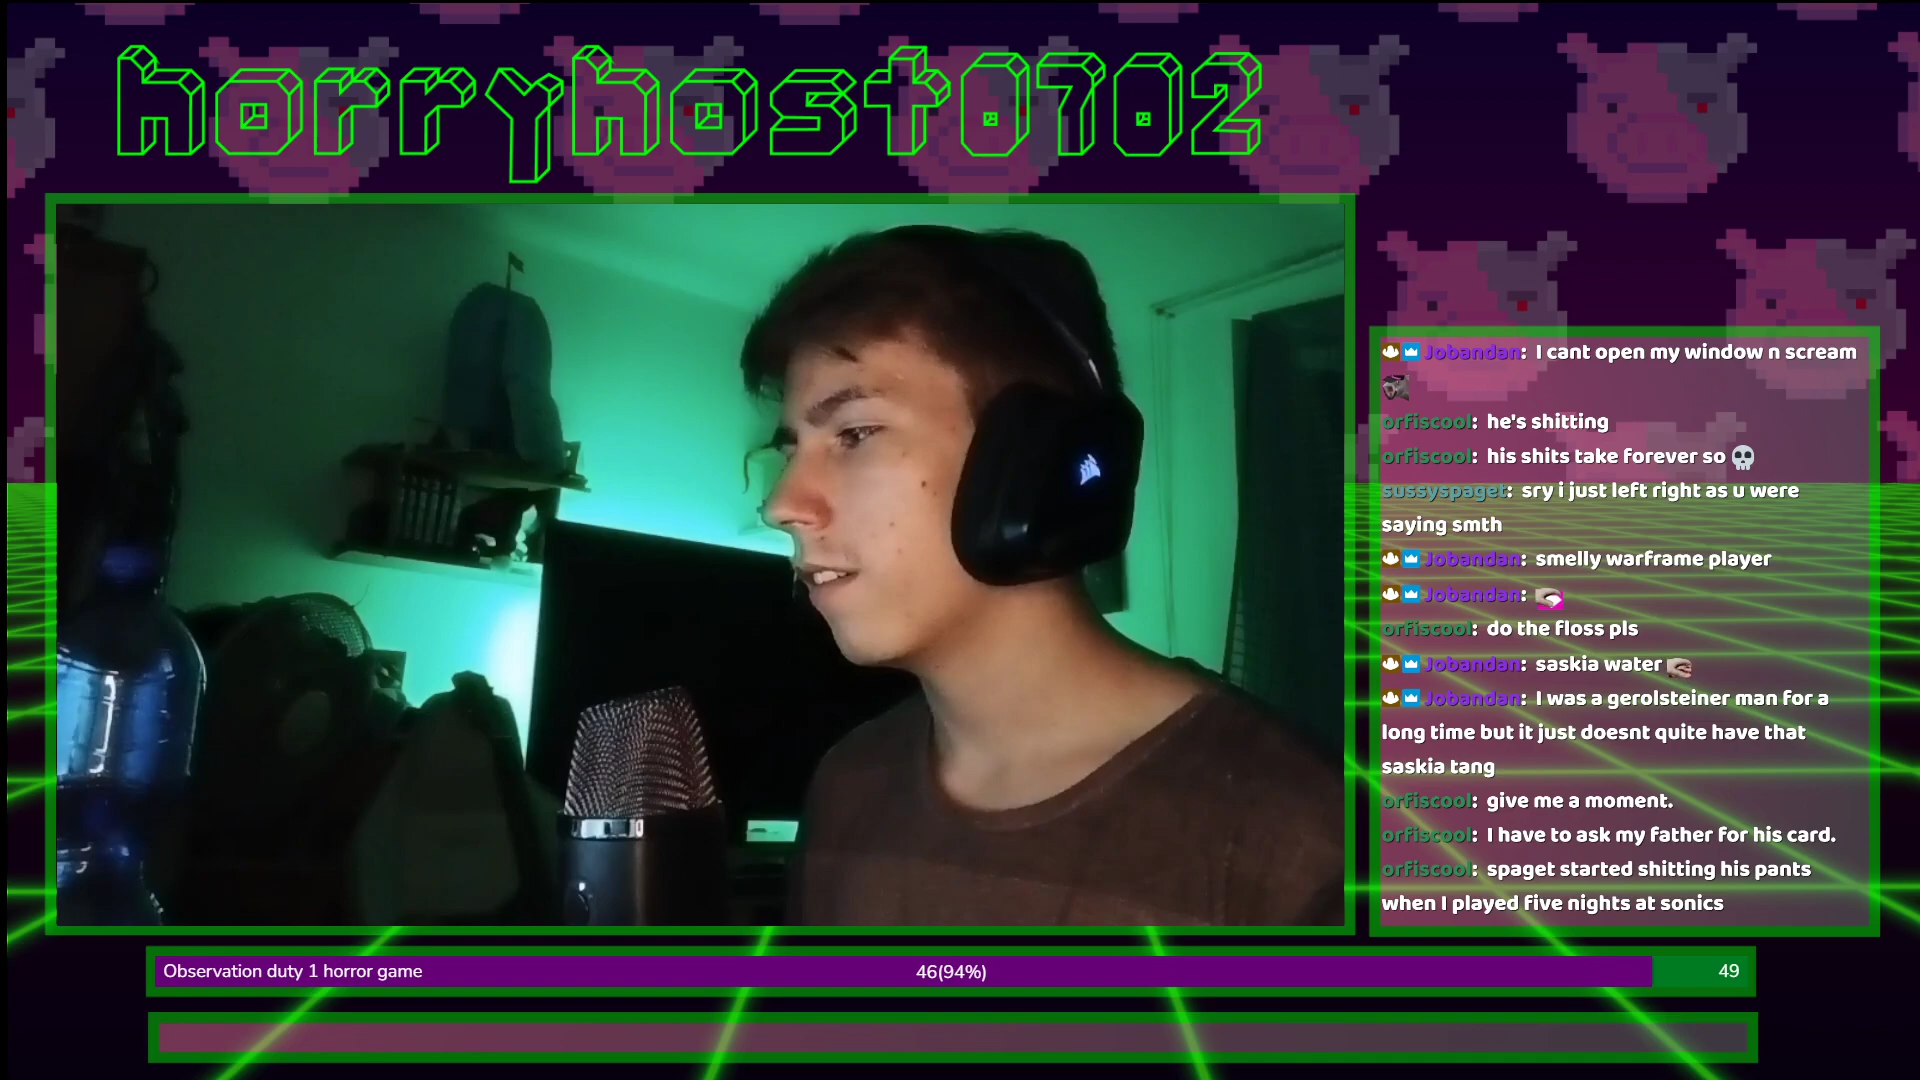 horryhost0702
Jobandan: I cant open my window n scream
orfiscool: he's shitting
orfiscool: his shits take forever so
sussyspaget: sry i just left right as u were
saying smth
Jobandan: smelly warframe player
Jobandan:
orfiscool: do the floss pls
Jobandan: saskia water
Jobandan: I was a gerolsteiner man for a
long time but it just doesnt quite have that
saskia tang
orfiscool: give me a moment.
orfiscool: I have to ask my father for his card.
orfiscool: spaget started shitting his pants
when I played five nights at sonics
Observation duty 1 horror game 46(94%) 49